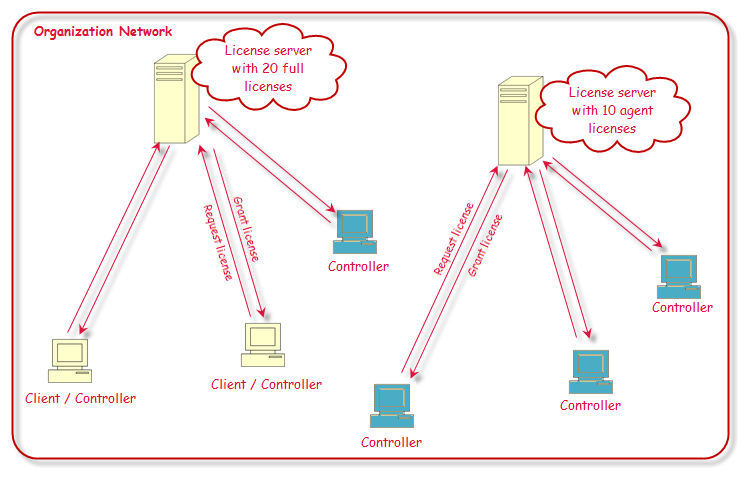 Organization Network
License server
with 20 full
licenses
License server
with 10 agent
licenses
Request license
Grant license
Controller
Request license
Grant license
Controller
Client / Controller
Client / Controller
Controller
Controller